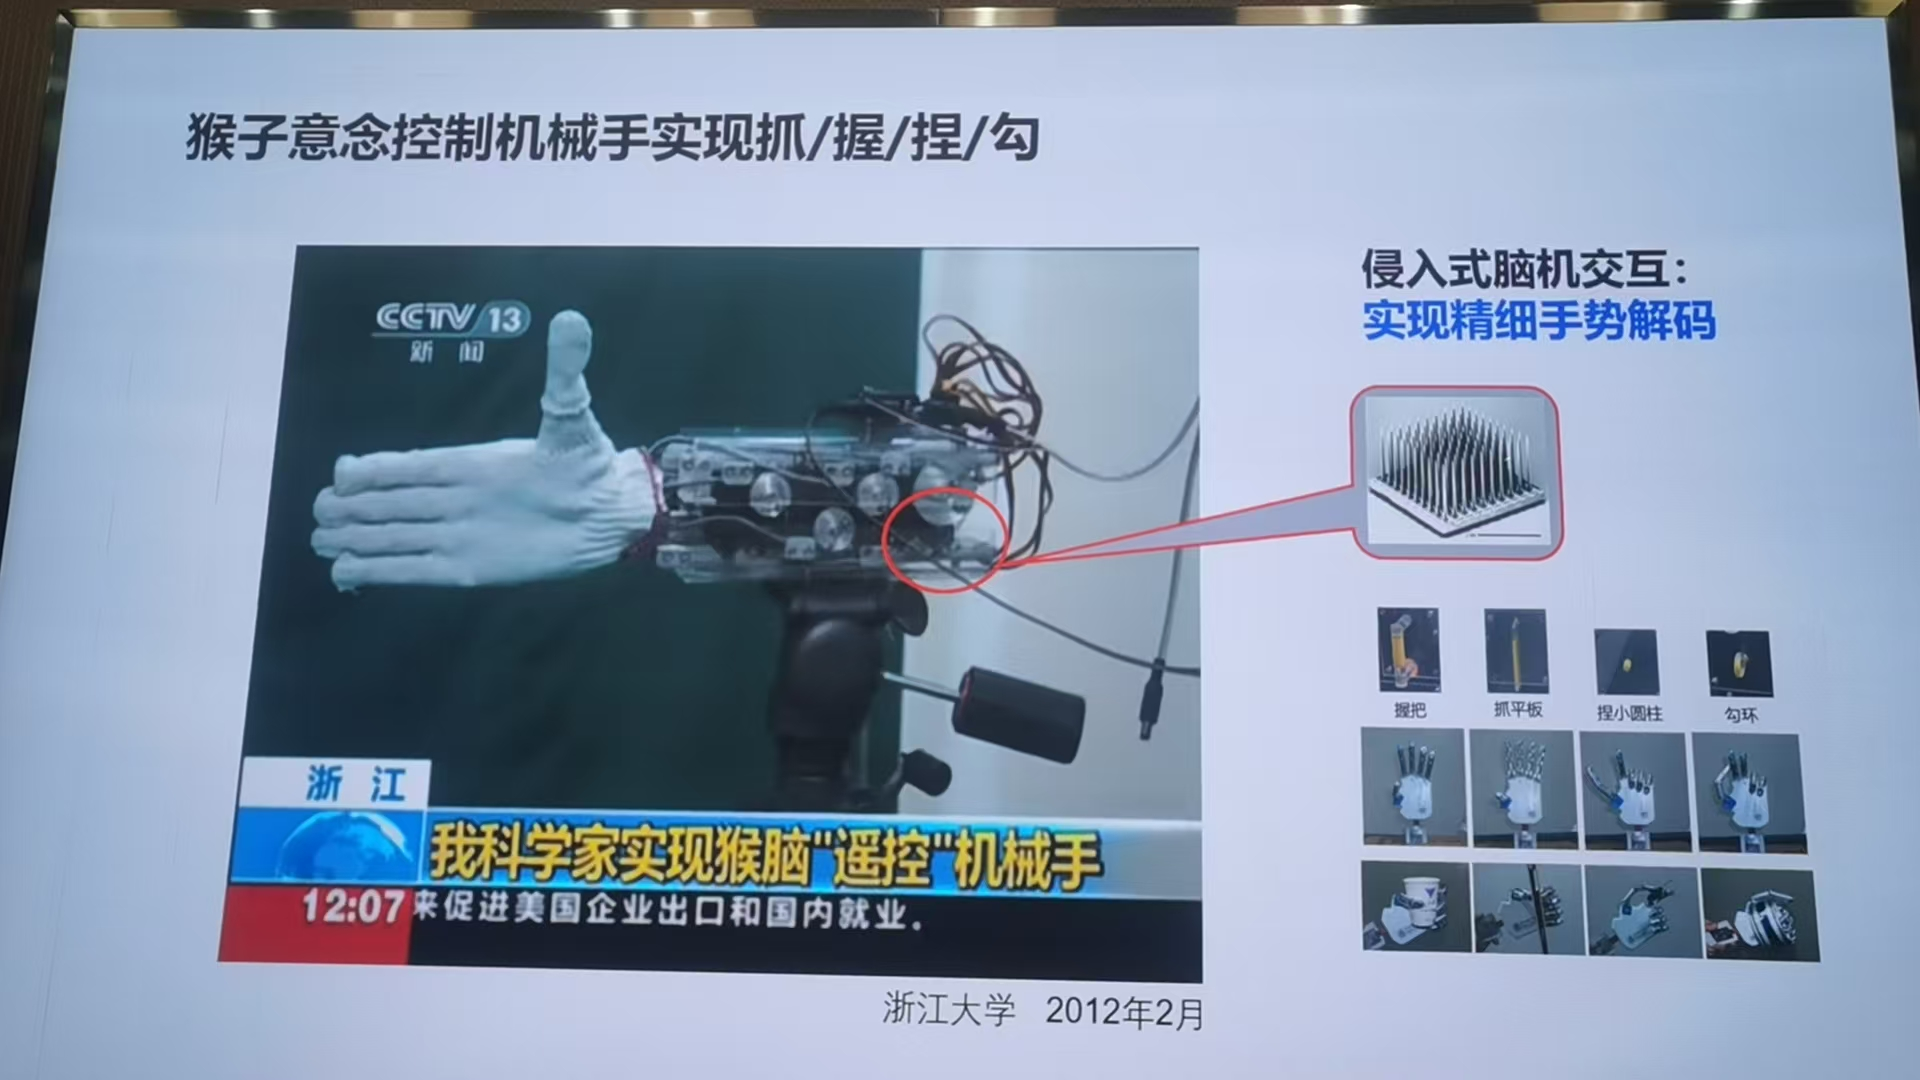 猴子意念控制机械手实现抓/握/捏/勾
CCTV 13
新 闻
浙 江
我科学家实现猴脑"遥控"机械手
12:07 来促进美国企业出口和国内就业。
浙江大学 2012年2月
侵入式脑机交互：
实现精细手势解码
握把 抓平板 捏小圆柱 勾环